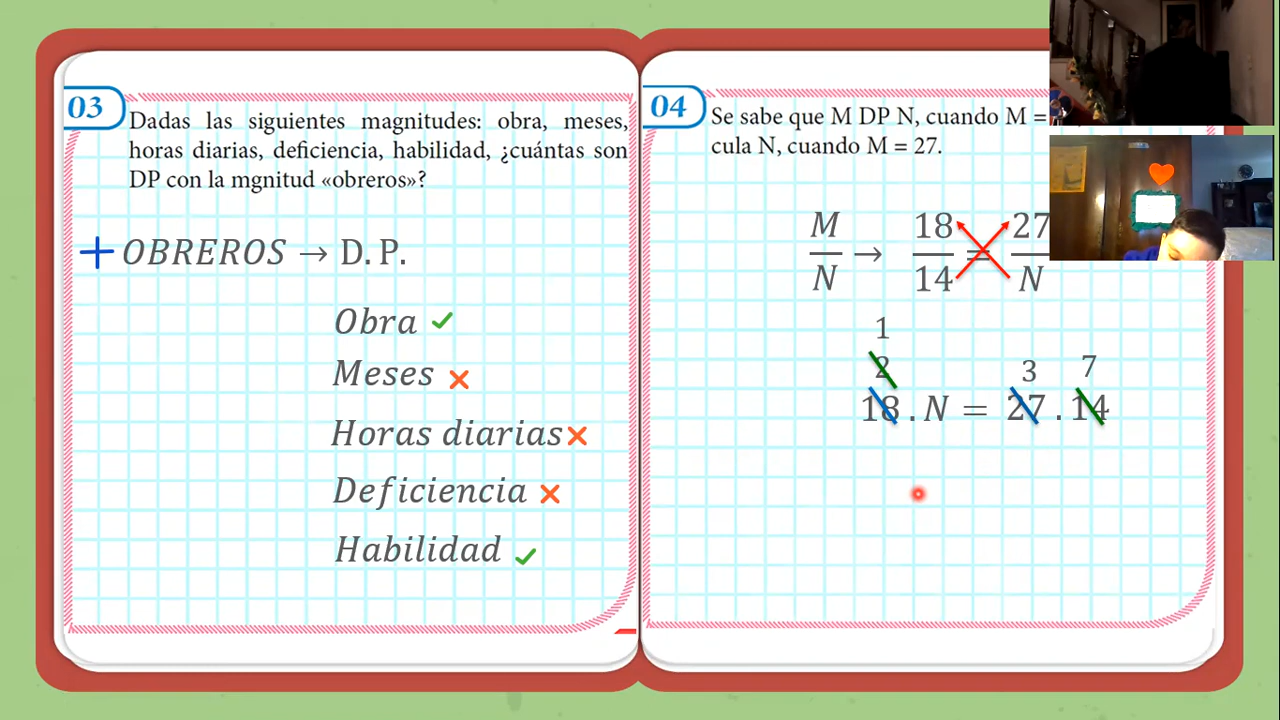 03
Dadas las siguientes magnitudes: obra, meses,
horas diarias, deficiencia, habilidad, ¿cuántas son
DP con la mgnitud «obreros»?
+ OBREROS → D. P.
Obra ✓
Meses ×
Horas diarias ×
Deficiencia ×
Habilidad ✓
04
Se sabe que M DP N, cuando M =
cula N, cuando M = 27.
M/N → 18/14 = 27/N
1
2 3 7
18 . N = 27 . 14